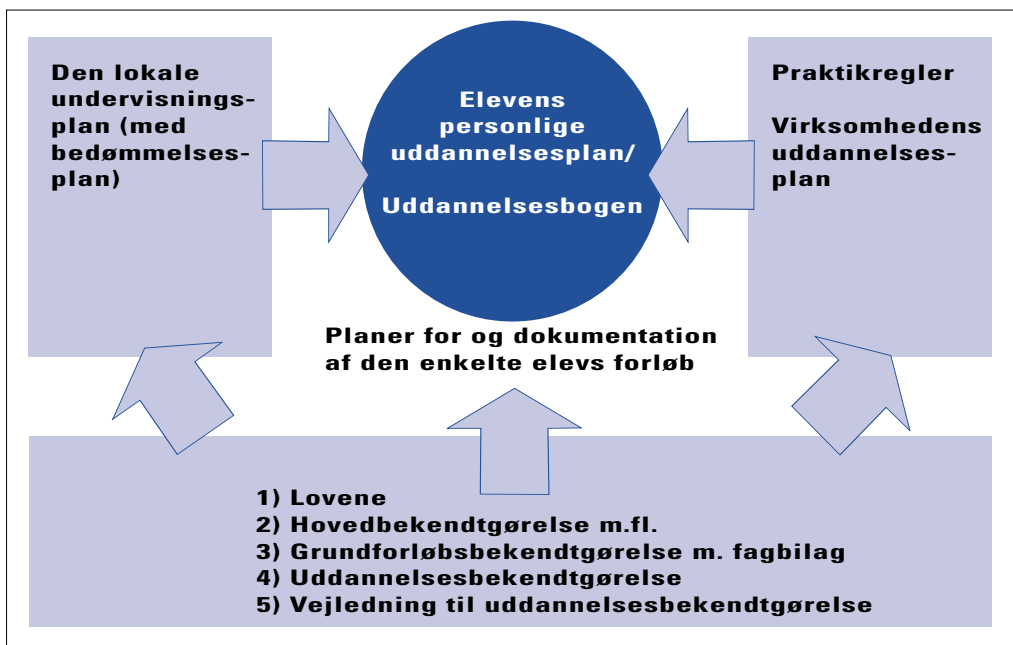 Den lokale
undervisnings-
plan (med
bedømmelses-
plan)
Elevens
personlige
uddannelsesplan/
Uddannelsesbogen
Praktikregler
Virksomhedens
uddannelses-
plan
Planer for og dokumentation
af den enkelte elevs forløb
1) Lovene
2) Hovedbekendtgørelse m.fl.
3) Grundforløbsbekendtgørelse m. fagbilag
4) Uddannelsesbekendtgørelse
5) Vejledning til uddannelsesbekendtgørelse